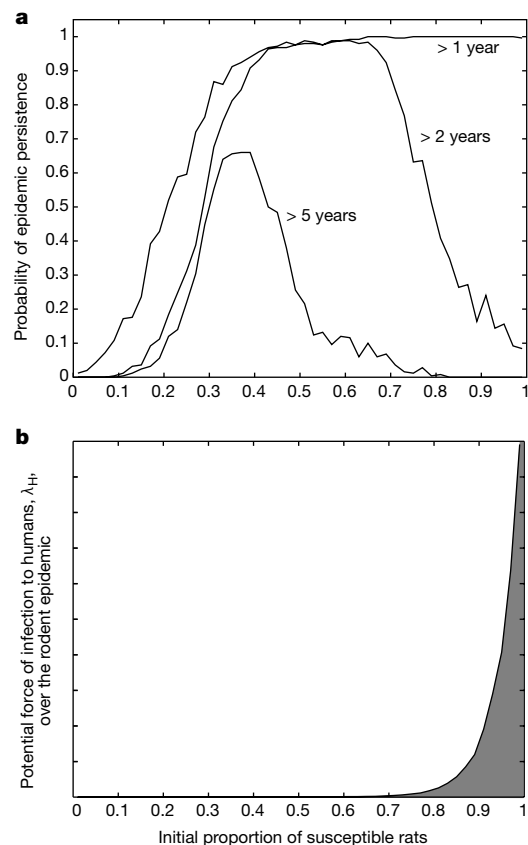 a
1
0.9
0.8
0.7
0.6
0.5
0.4
0.3
0.2
0.1
0
Probability of epidemic persistence
> 1 year
> 2 years
> 5 years
0 0.1 0.2 0.3 0.4 0.5 0.6 0.7 0.8 0.9 1
b
Potential force of infection to humans, λH,
over the rodent epidemic
0 0.1 0.2 0.3 0.4 0.5 0.6 0.7 0.8 0.9 1
Initial proportion of susceptible rats